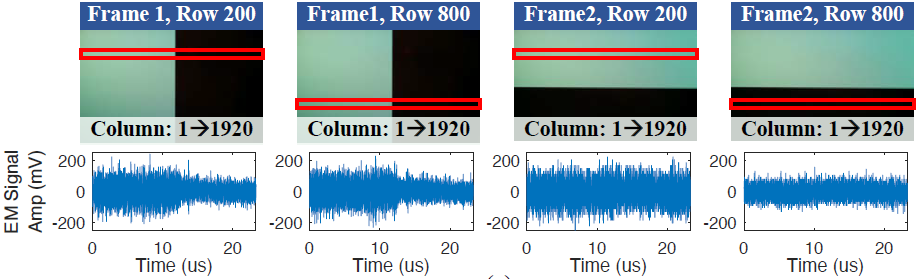 Frame 1, Row 200
Frame1, Row 800
Frame2, Row 200
Frame2, Row 800
Column: 1→1920
Column: 1→1920
Column: 1→1920
Column: 1→1920
EM Signal
Amp (mV)
200
0
-200
0
10
20
Time (us)
200
0
-200
0
10
20
Time (us)
200
0
-200
0
10
20
Time (us)
200
0
-200
0
10
20
Time (us)